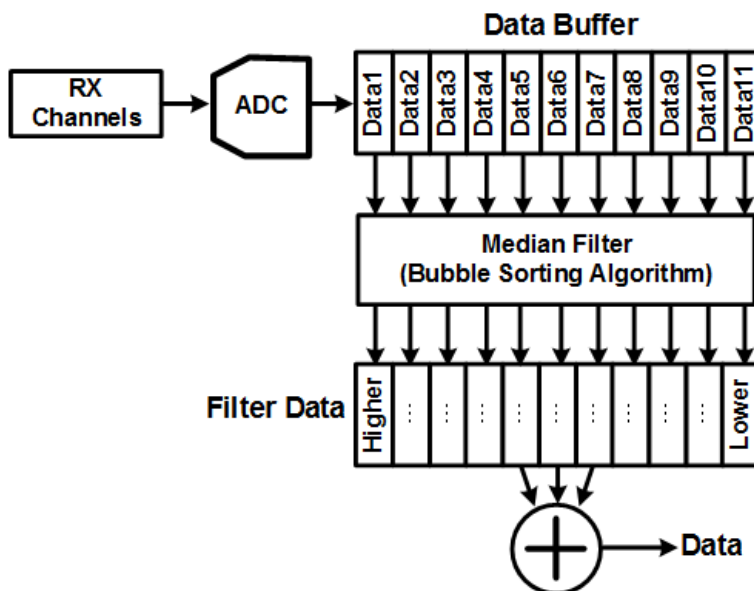 Data Buffer
RX
Channels
ADC
Data1
Data2
Data3
Data4
Data5
Data6
Data7
Data8
Data9
Data10
Data11
Median Filter
(Bubble Sorting Algorithm)
Filter Data
Higher
...
...
...
...
...
...
...
...
...
Lower
Data